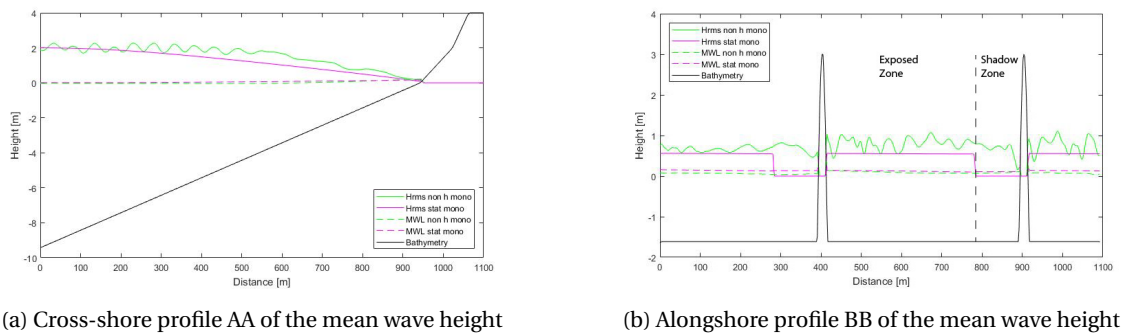 4
2
0
-2
-4
-6
-8
-10
Height [m]
0 100 200 300 400 500 600 700 800 900 1000 1100
Distance [m]
Hrms non h mono
Hrms stat mono
MWL non h mono
MWL stat mono
Bathymetry
(a) Cross-shore profile AA of the mean wave height
4
3
2
1
0
-1
-2
Height [m]
0 100 200 300 400 500 600 700 800 900 1000 1100
Distance [m]
Hrms non h mono
Hrms stat mono
MWL non h mono
MWL stat mono
Bathymetry
Exposed
Zone
Shadow
Zone
(b) Alongshore profile BB of the mean wave height